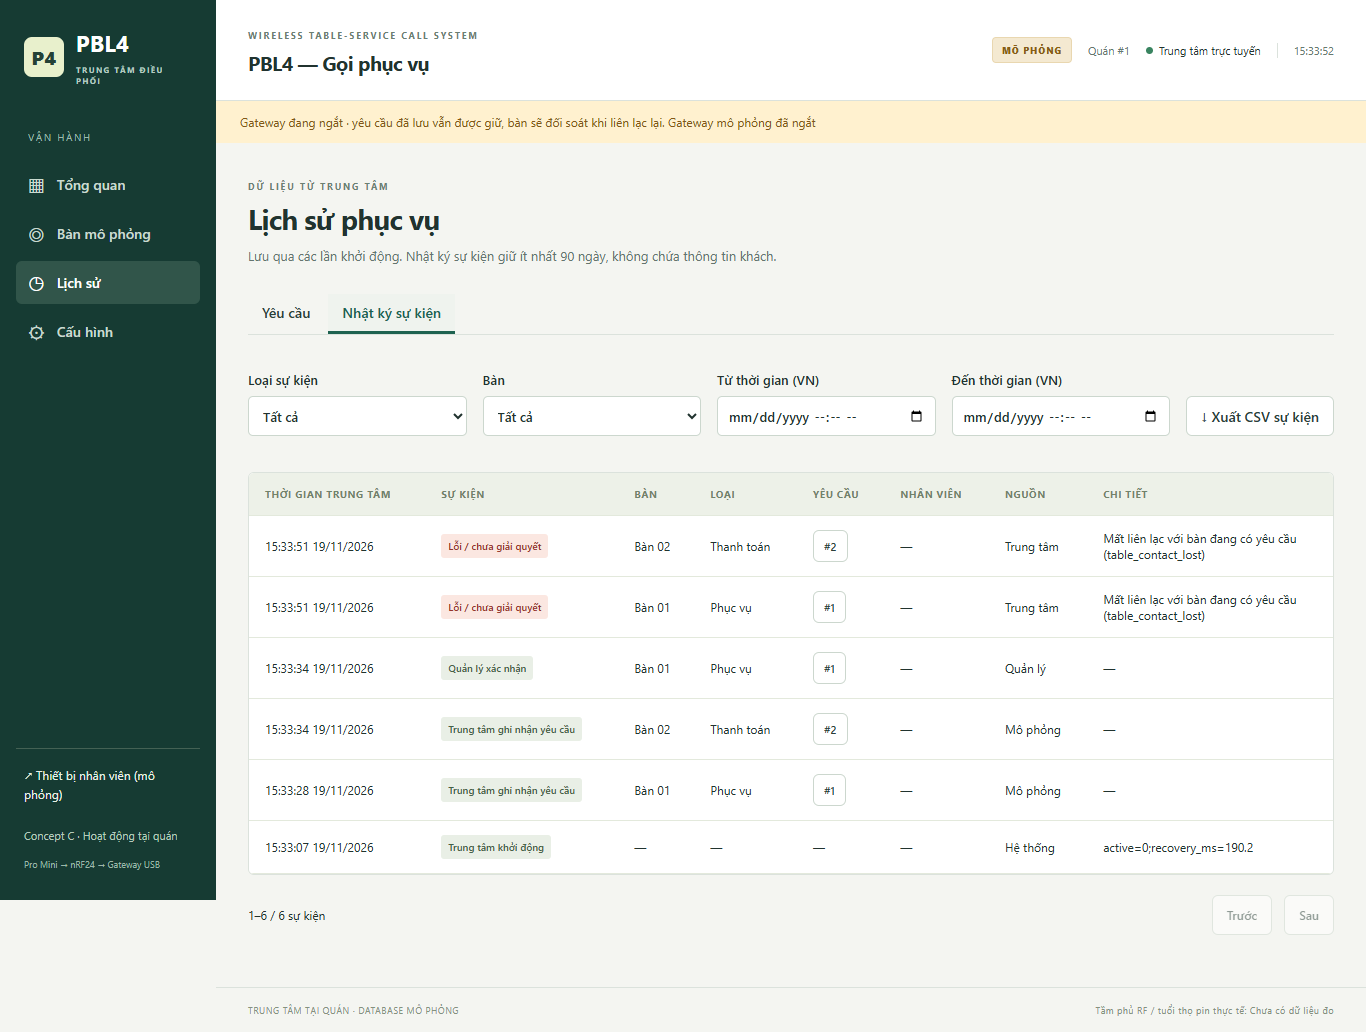 P4
PBL4
TRUNG TÂM ĐIỀU
PHỐI
VẬN HÀNH
Tổng quan
Bàn mô phỏng
Lịch sử
Cấu hình
↗ Thiết bị nhân viên (mô
phỏng)
Concept C · Hoạt động tại quán
Pro Mini → nRF24 → Gateway USB
WIRELESS TABLE-SERVICE CALL SYSTEM
PBL4 — Gọi phục vụ
MÔ PHỎNG
Quán #1
Trung tâm trực tuyến
15:33:52
Gateway đang ngắt · yêu cầu đã lưu vẫn được giữ, bàn sẽ đối soát khi liên lạc lại. Gateway mô phỏng đã ngắt
DỮ LIỆU TỪ TRUNG TÂM
Lịch sử phục vụ
Lưu qua các lần khởi động. Nhật ký sự kiện giữ ít nhất 90 ngày, không chứa thông tin khách.
Yêu cầu
Nhật ký sự kiện
Loại sự kiện
Bàn
Từ thời gian (VN)
Đến thời gian (VN)
Tất cả
Tất cả
mm/dd/yyyy --:-- --
mm/dd/yyyy --:-- --
↓ Xuất CSV sự kiện
THỜI GIAN TRUNG TÂM SỰ KIỆN BÀN LOẠI YÊU CẦU NHÂN VIÊN NGUỒN CHI TIẾT
15:33:51 19/11/2026 Lỗi / chưa giải quyết Bàn 02 Thanh toán #2 — Trung tâm Mất liên lạc với bàn đang có yêu cầu
(table_contact_lost)
15:33:51 19/11/2026 Lỗi / chưa giải quyết Bàn 01 Phục vụ #1 — Trung tâm Mất liên lạc với bàn đang có yêu cầu
(table_contact_lost)
15:33:34 19/11/2026 Quản lý xác nhận Bàn 01 Phục vụ #1 — Quản lý —
15:33:34 19/11/2026 Trung tâm ghi nhận yêu cầu Bàn 02 Thanh toán #2 — Mô phỏng —
15:33:28 19/11/2026 Trung tâm ghi nhận yêu cầu Bàn 01 Phục vụ #1 — Mô phỏng —
15:33:07 19/11/2026 Trung tâm khởi động — — — — Hệ thống active=0;recovery_ms=190.2
1–6 / 6 sự kiện
Trước
Sau
TRUNG TÂM TẠI QUÁN · DATABASE MÔ PHỎNG
Tầm phủ RF / tuổi thọ pin thực tế: Chưa có dữ liệu đo